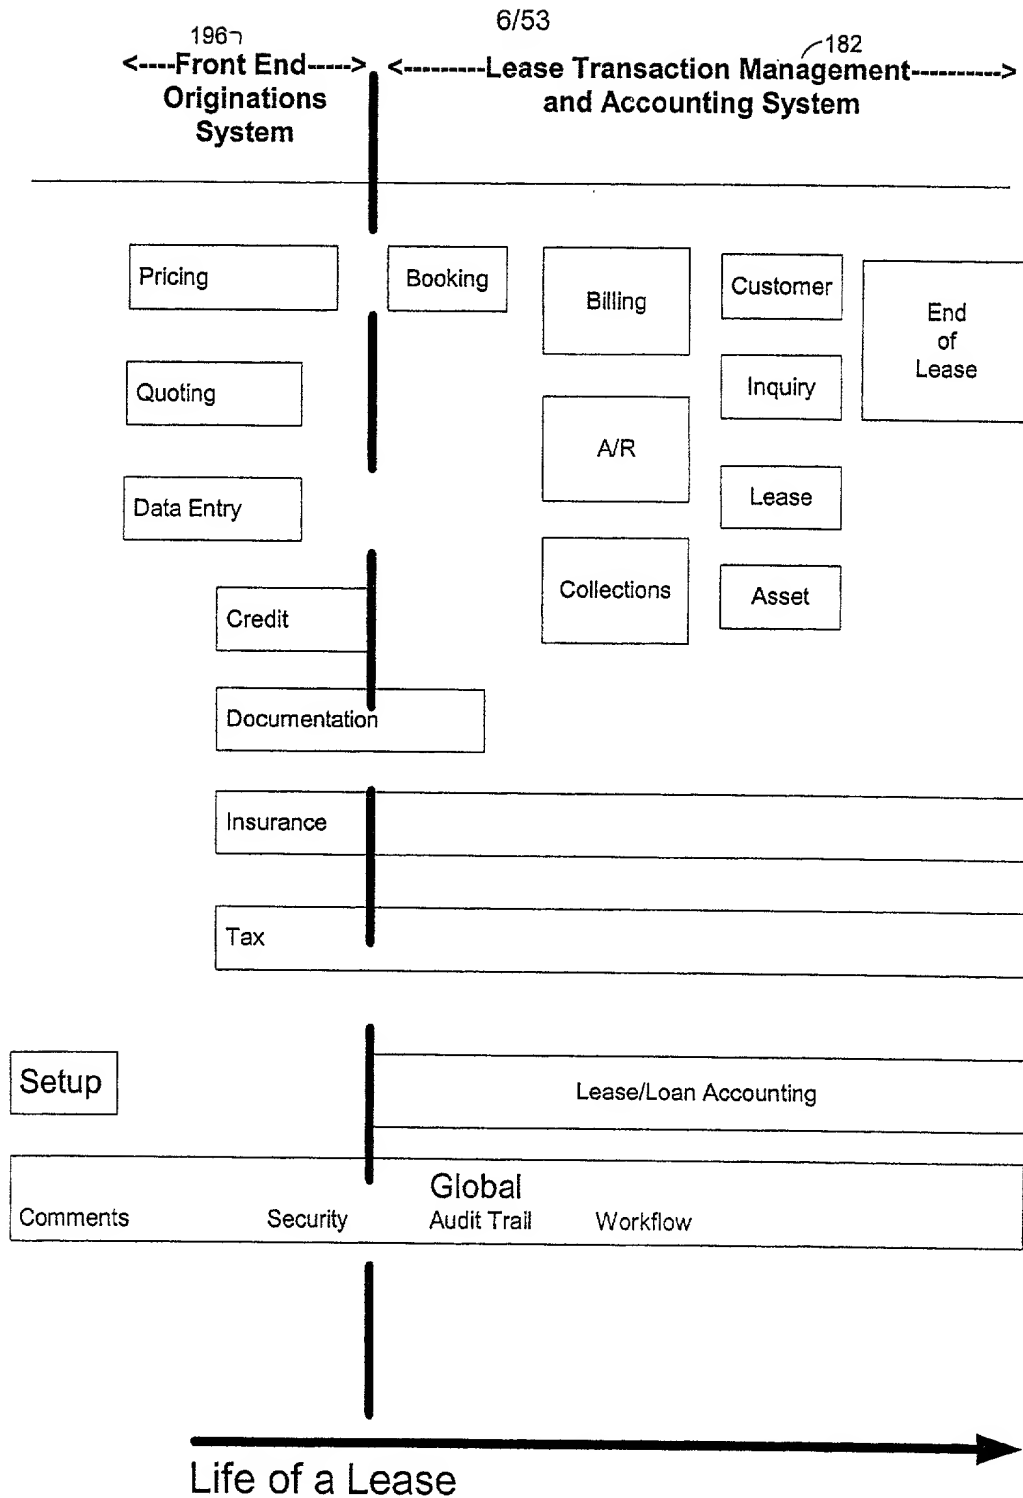 6/53
196
182
<----Front End----->
Originations
System
<---------Lease Transaction Management---------->
and Accounting System
Pricing
Booking
Billing
Customer
End
of
Lease
Quoting
Inquiry
A/R
Data Entry
Lease
Collections
Asset
Credit
Documentation
Insurance
Tax
Setup
Lease/Loan Accounting
Global
Comments
Security
Audit Trail
Workflow
Life of a Lease